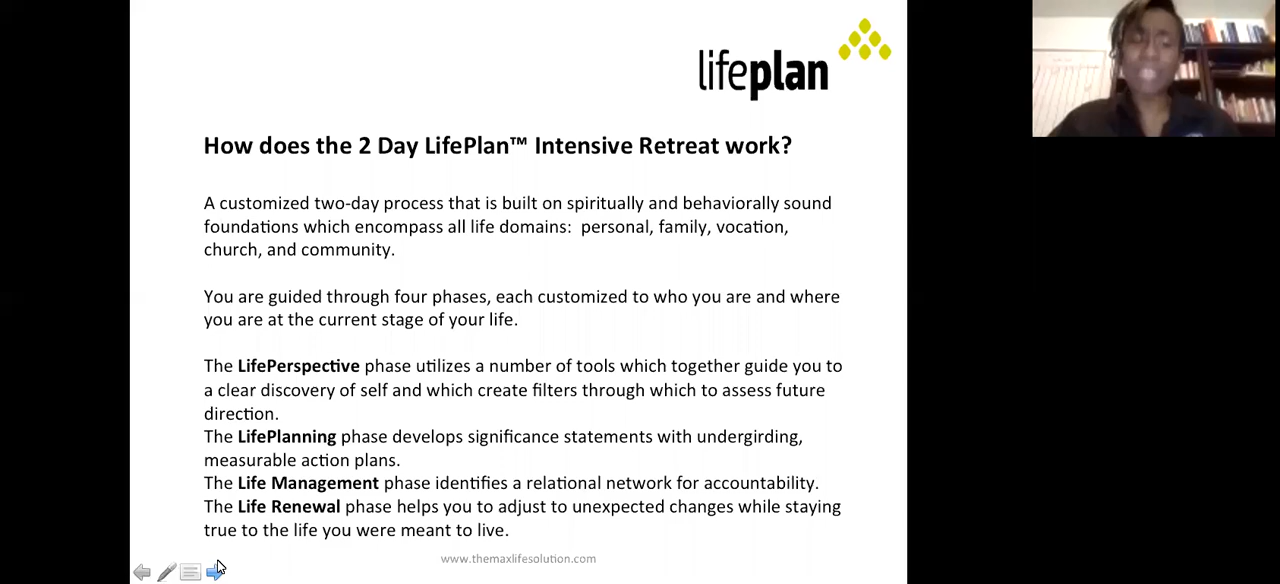 lifeplan
How does the 2 Day LifePlan™ Intensive Retreat work?
A customized two-day process that is built on spiritually and behaviorally sound
foundations which encompass all life domains:  personal, family, vocation,
church, and community.
You are guided through four phases, each customized to who you are and where
you are at the current stage of your life.
The LifePerspective phase utilizes a number of tools which together guide you to
a clear discovery of self and which create filters through which to assess future
direction.
The LifePlanning phase develops significance statements with undergirding,
measurable action plans.
The Life Management phase identifies a relational network for accountability.
The Life Renewal phase helps you to adjust to unexpected changes while staying
true to the life you were meant to live.
www.themaxlifesolution.com